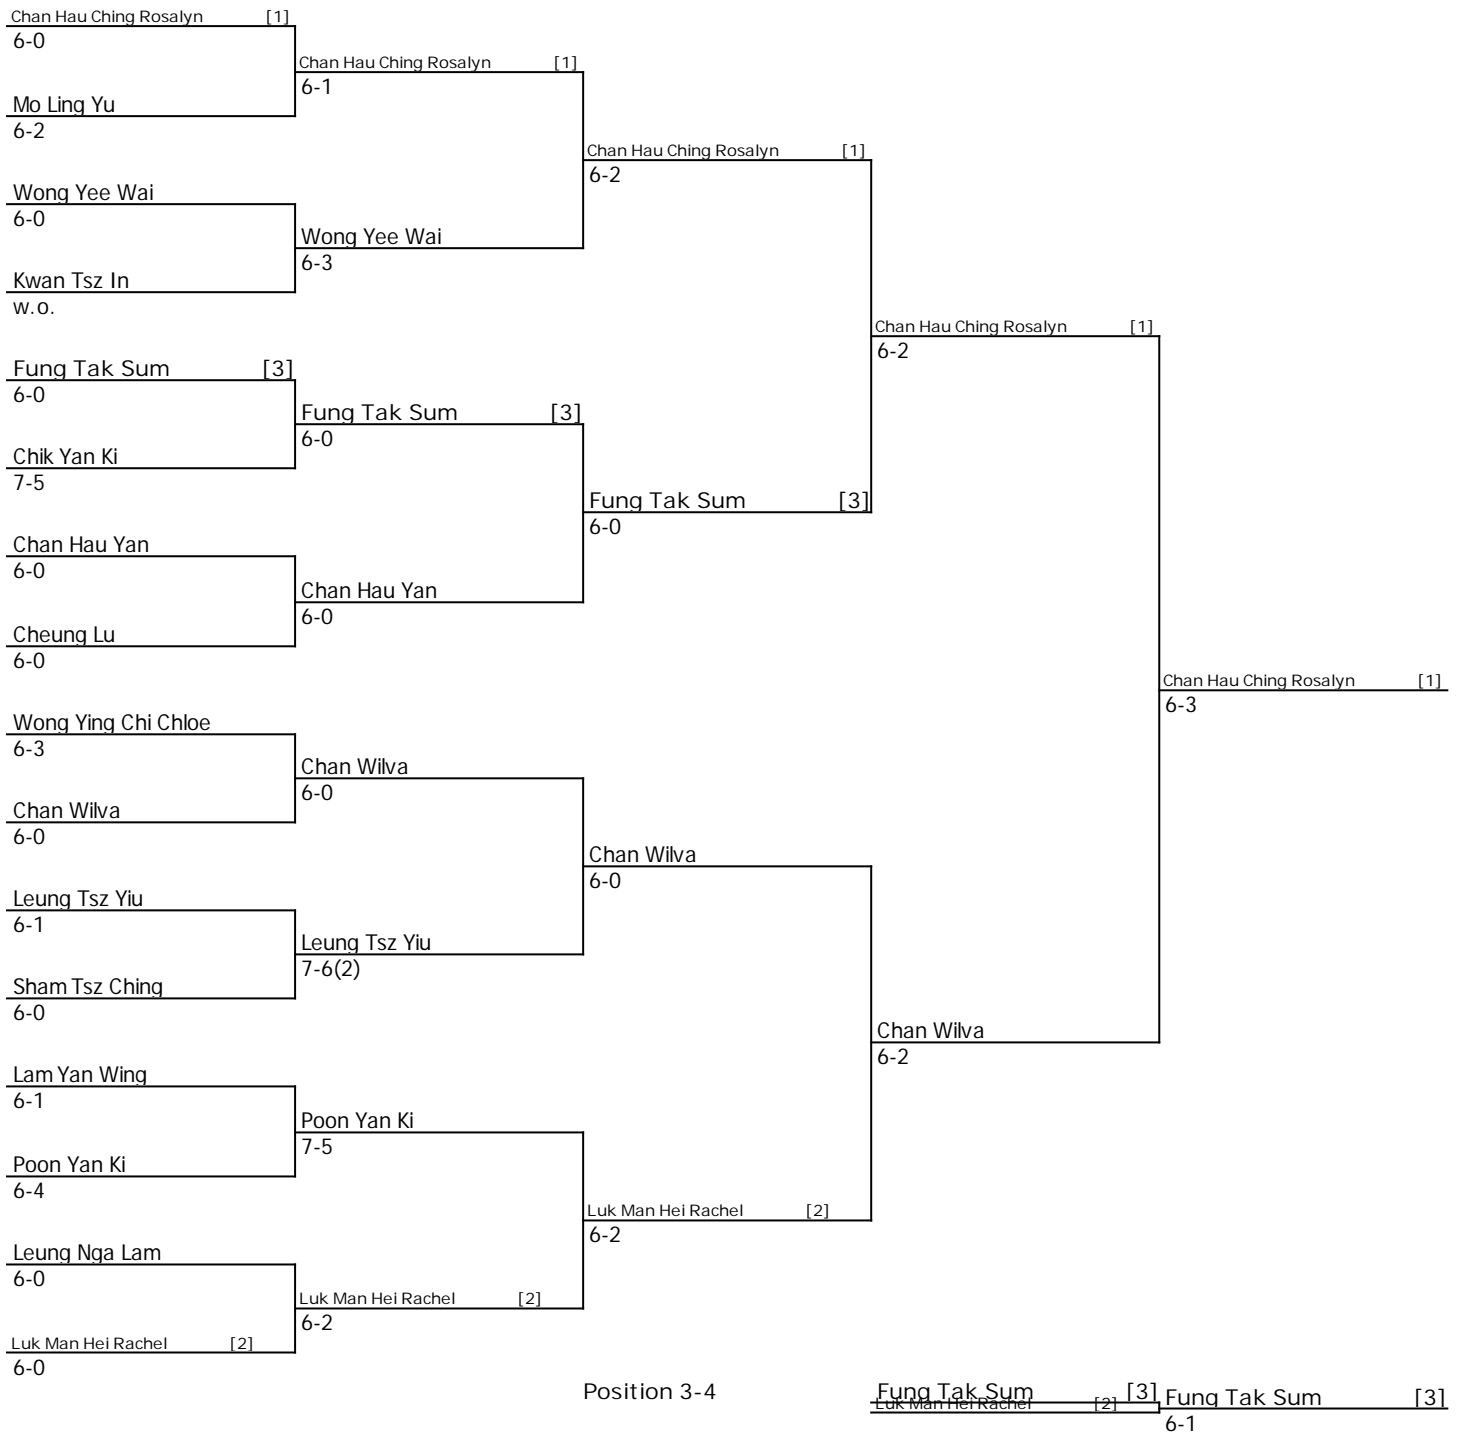 Chan Hau Ching Rosalyn [1]
6-0
Chan Hau Ching Rosalyn [1]
6-1
Mo Ling Yu
6-2
Chan Hau Ching Rosalyn [1]
6-2
Wong Yee Wai
6-0
Wong Yee Wai
6-3
Kwan Tsz In
w.o.
Chan Hau Ching Rosalyn [1]
6-2
Fung Tak Sum [3]
6-0
Fung Tak Sum [3]
6-0
Chik Yan Ki
7-5
Fung Tak Sum [3]
6-0
Chan Hau Yan
6-0
Chan Hau Yan
6-0
Cheung Lu
6-0
Chan Hau Ching Rosalyn [1]
6-3
Wong Ying Chi Chloe
6-3
Chan Wilva
6-0
Chan Wilva
6-0
Chan Wilva
6-0
Leung Tsz Yiu
6-1
Leung Tsz Yiu
7-6(2)
Sham Tsz Ching
6-0
Chan Wilva
6-2
Lam Yan Wing
6-1
Poon Yan Ki
7-5
Poon Yan Ki
6-4
Luk Man Hei Rachel [2]
6-2
Leung Nga Lam
6-0
Luk Man Hei Rachel [2]
6-2
Luk Man Hei Rachel [2]
6-0
Position 3-4
Fung Tak Sum [3]
Luk Man Hei Rachel [2]
Fung Tak Sum [3]
6-1